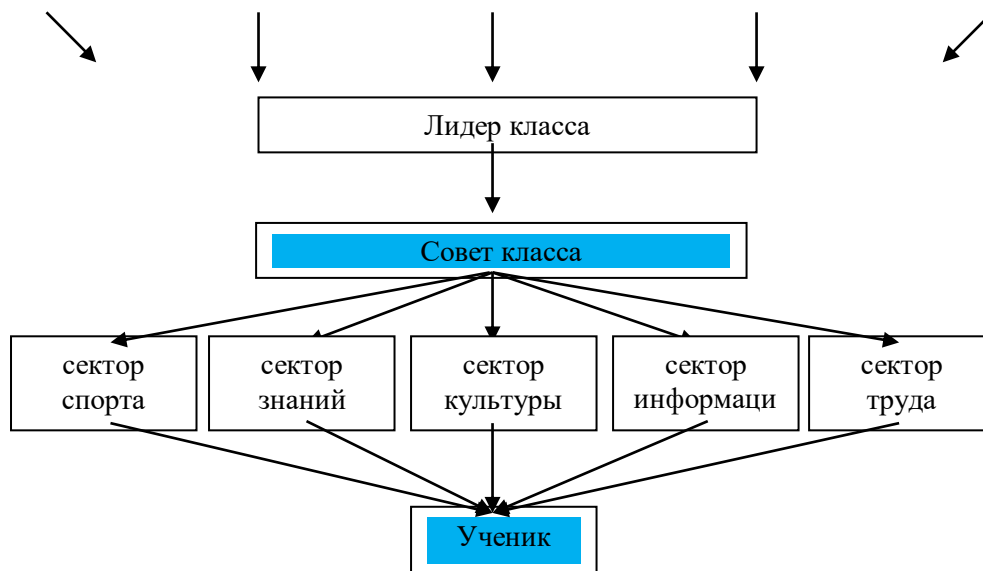 Лидер класса
Совет класса
сектор
спорта
сектор
знаний
сектор
культуры
сектор
информаци
сектор
труда
Ученик